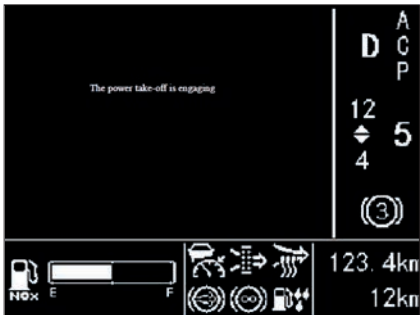 A
D C
P
The power take-off is engaging
12
5
4
(3)
123.4km
NOx E F
12km